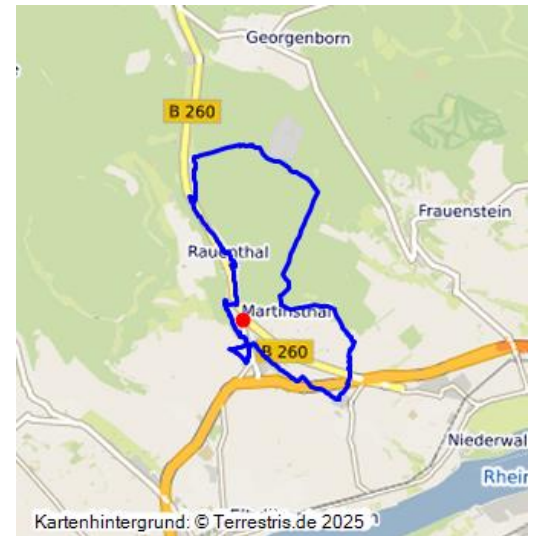 Georgenborn
B 260
Frauenstein
Rauenthal
Martinsthal
B 260
Niederwal
Rhein
Kartenhintergrund: © Terrestris.de 2025